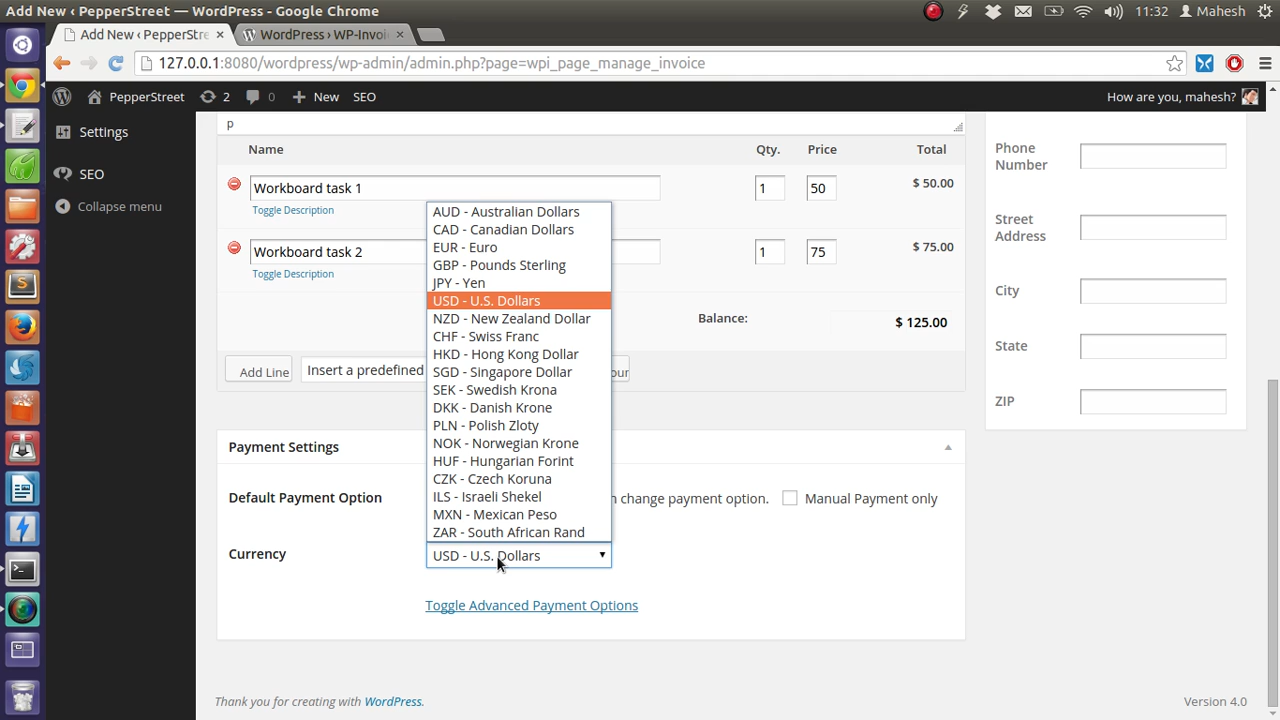 Add New ‹ PepperStreet — WordPress - Google Chrome
11:32
Mahesh
Add New ‹ PepperStre
WordPress › WP-Invoi
127.0.0.1:8080/wordpress/wp-admin/admin.php?page=wpi_page_manage_invoice
PepperStreet
2
0
New
SEO
How are you, mahesh?
Settings
SEO
Collapse menu
p
Name
Qty.
Price
Total
Workboard task 1
1
50
$ 50.00
Toggle Description
Workboard task 2
1
75
$ 75.00
Toggle Description
Balance:
$ 125.00
Add Line
Insert a predefined
AUD - Australian Dollars
CAD - Canadian Dollars
EUR - Euro
GBP - Pounds Sterling
JPY - Yen
USD - U.S. Dollars
NZD - New Zealand Dollar
CHF - Swiss Franc
HKD - Hong Kong Dollar
SGD - Singapore Dollar
SEK - Swedish Krona
DKK - Danish Krone
PLN - Polish Zloty
NOK - Norwegian Krone
HUF - Hungarian Forint
CZK - Czech Koruna
ILS - Israeli Shekel
MXN - Mexican Peso
ZAR - South African Rand
Payment Settings
Default Payment Option
change payment option.
Manual Payment only
Currency
USD - U.S. Dollars
Toggle Advanced Payment Options
Phone
Number
Street
Address
City
State
ZIP
Thank you for creating with WordPress.
Version 4.0